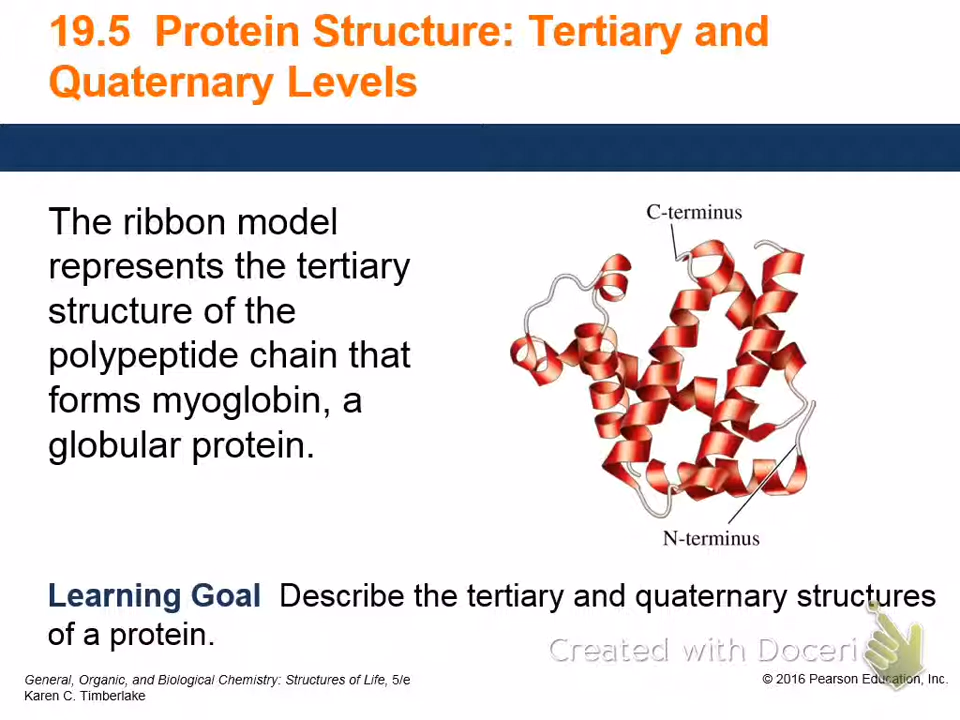 19.5 Protein Structure: Tertiary and
Quaternary Levels
The ribbon model
represents the tertiary
structure of the
polypeptide chain that
forms myoglobin, a
globular protein.
C-terminus
N-terminus
Learning Goal Describe the tertiary and quaternary structures
of a protein.
Created with Doceri
General, Organic, and Biological Chemistry: Structures of Life, 5/e
Karen C. Timberlake
© 2016 Pearson Education, Inc.